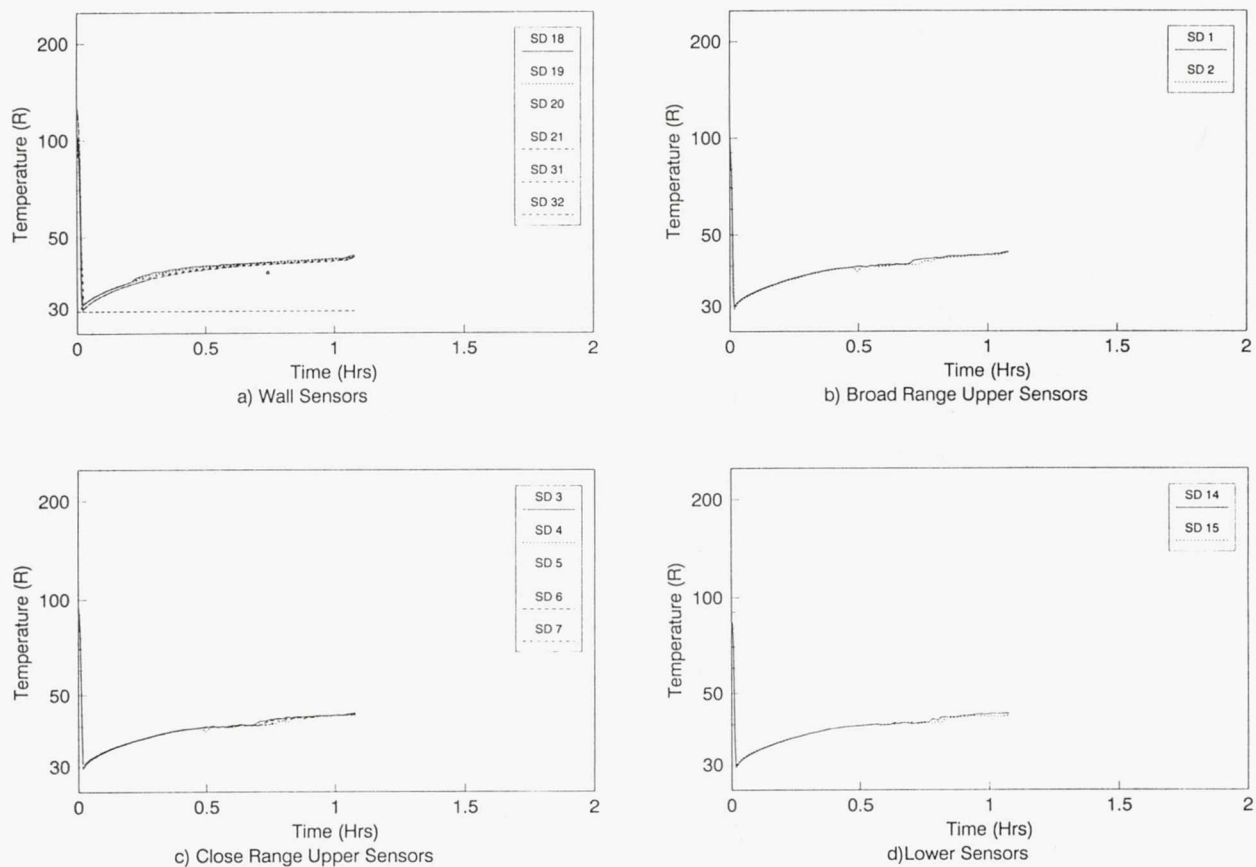 Temperature (R)
200
100
50
30
0
0.5
1
1.5
2
Time (Hrs)
a) Wall Sensors
SD 18
SD 19
SD 20
SD 21
SD 31
SD 32
Temperature (R)
200
100
50
30
0
0.5
1
1.5
2
Time (Hrs)
b) Broad Range Upper Sensors
SD 1
SD 2
Temperature (R)
200
100
50
30
0
0.5
1
1.5
2
Time (Hrs)
c) Close Range Upper Sensors
SD 3
SD 4
SD 5
SD 6
SD 7
Temperature (R)
200
100
50
30
0
0.5
1
1.5
2
Time (Hrs)
d)Lower Sensors
SD 14
SD 15